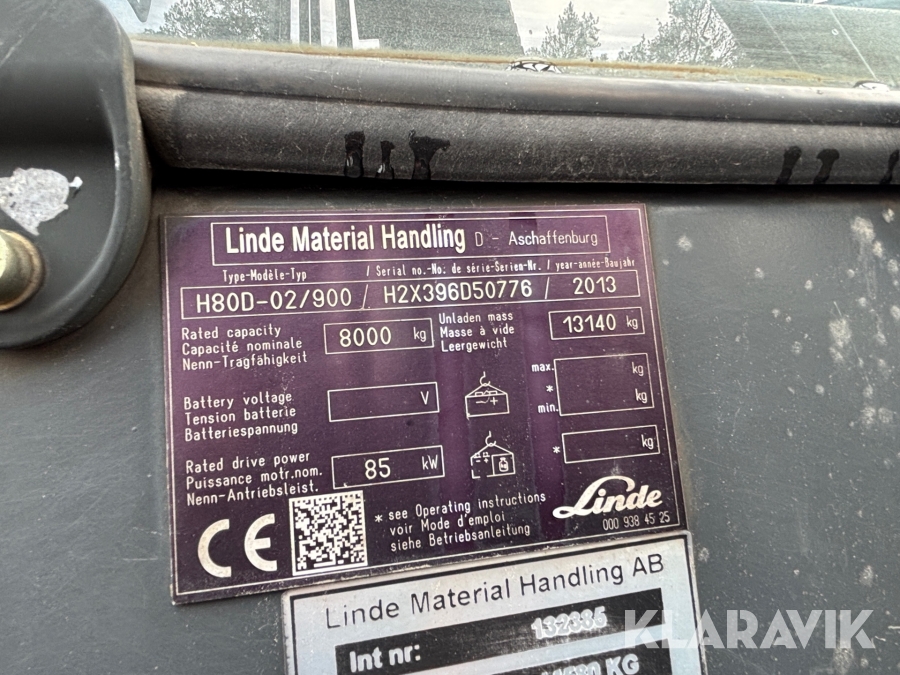 Linde Material Handling D - Aschaffenburg
Type-Modèle-Typ / Serial no.-No. de série-Serien-Nr. / year-année-Baujahr
H80D-02/900 / H2X396D50776 / 2013
Rated capacity
Capacité nominale
Nenn-Tragfähigkeit
8000 kg
Unladen mass
Masse à vide
Leergewicht
13140 kg
Battery voltage
Tension batterie
Batteriespannung
V
max. kg
* kg
min.
Rated drive power
Puissance motr.nom.
Nenn-Antriebsleist.
85 kW
* kg
CE
* see Operating instructions
voir Mode d'emploi
siehe Betriebsanleitung
Linde
000 938 45 25
Linde Material Handling AB
Int nr: 132385
KG
KLARAVIK